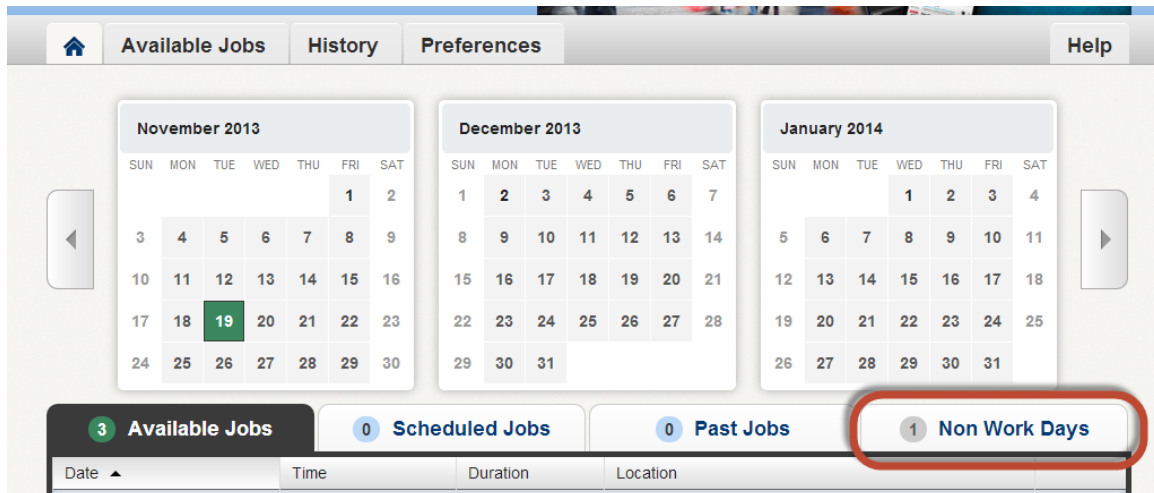 Available Jobs History Preferences Help
November 2013 December 2013 January 2014
SUN MON TUE WED THU FRI SAT SUN MON TUE WED THU FRI SAT SUN MON TUE WED THU FRI SAT
1 2 1 2 3 4 5 6 7 1 2 3 4
3 4 5 6 7 8 9 8 9 10 11 12 13 14 5 6 7 8 9 10 11
10 11 12 13 14 15 16 15 16 17 18 19 20 21 12 13 14 15 16 17 18
17 18 19 20 21 22 23 22 23 24 25 26 27 28 19 20 21 22 23 24 25
24 25 26 27 28 29 30 29 30 31 26 27 28 29 30 31
3 Available Jobs 0 Scheduled Jobs 0 Past Jobs 1 Non Work Days
Date Time Duration Location